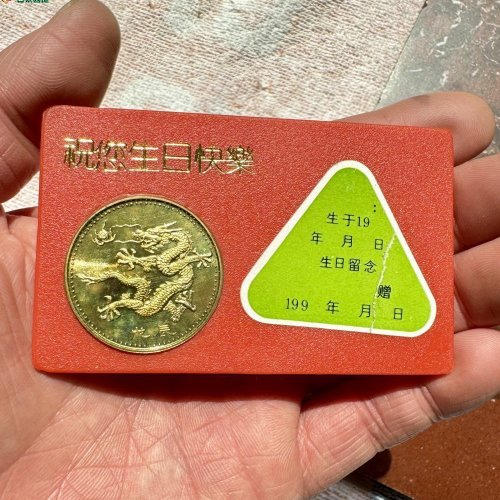 祝您生日快樂
生于19
年 月 日
生日留念
赠
199 年 月 日